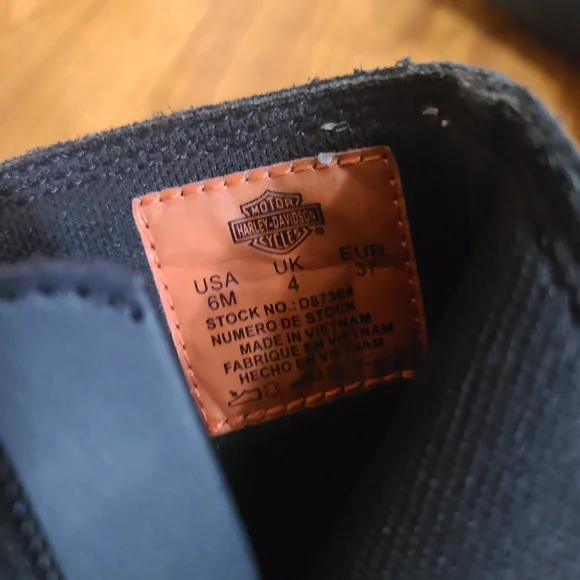 MOTOR
HARLEY-DAVIDSON
CYCLES
®
USA UK EUR
6M 4 37
STOCK NO.: D87304
NUMERO DE STOCK
MADE IN VIETNAM
FABRIQUE EN VIETNAM
HECHO EN VIETNAM